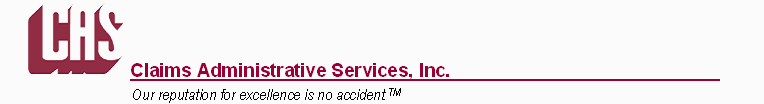 CAS
Claims Administrative Services, Inc.
Our reputation for excellence is no accident™